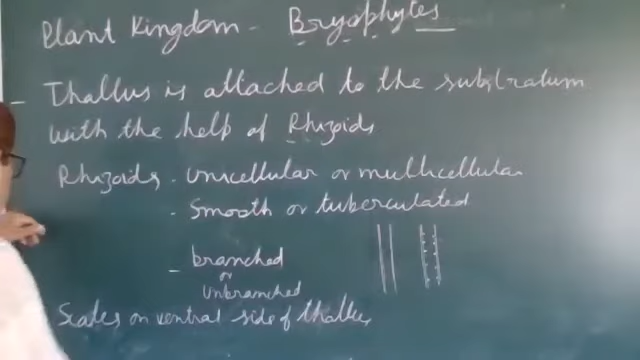 Plant Kingdom - Bryophytes
- Thallus is attached to the substratum
with the help of Rhizoids
Rhizoids - unicellular or multicellular
- Smooth or tuberculated
- branched
or
unbranched
Scales on ventral side of thallus